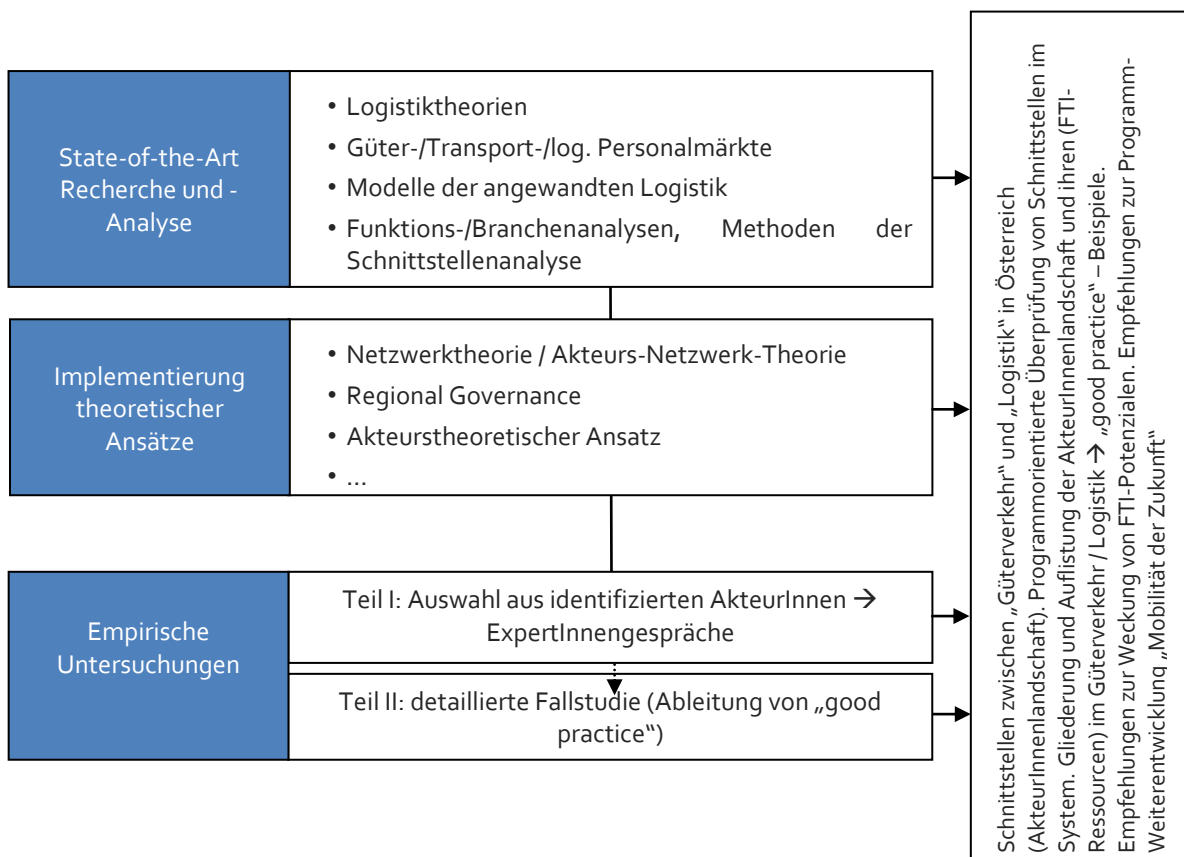 State-of-the-Art
Recherche und -
Analyse
• Logistiktheorien
• Güter-/Transport-/log. Personalmärkte
• Modelle der angewandten Logistik
• Funktions-/Branchenanalysen, Methoden der
Schnittstellenanalyse
Implementierung
theoretischer
Ansätze
• Netzwerktheorie / Akteurs-Netzwerk-Theorie
• Regional Governance
• Akteurstheoretischer Ansatz
• ...
Empirische
Untersuchungen
Teil I: Auswahl aus identifizierten AkteurInnen →
ExpertInnengespräche
Teil II: detaillierte Fallstudie (Ableitung von „good
practice“)
Schnittstellen zwischen „Güterverkehr“ und „Logistik“ in Österreich
(AkteurInnenlandschaft). Programmorientierte Überprüfung von Schnittstellen im
System. Gliederung und Auflistung der AkteurInnenlandschaft und ihren (FTI-
Ressourcen) im Güterverkehr / Logistik → „good practice“ – Beispiele.
Empfehlungen zur Weckung von FTI-Potenzialen. Empfehlungen zur Programm-
Weiterentwicklung „Mobilität der Zukunft“